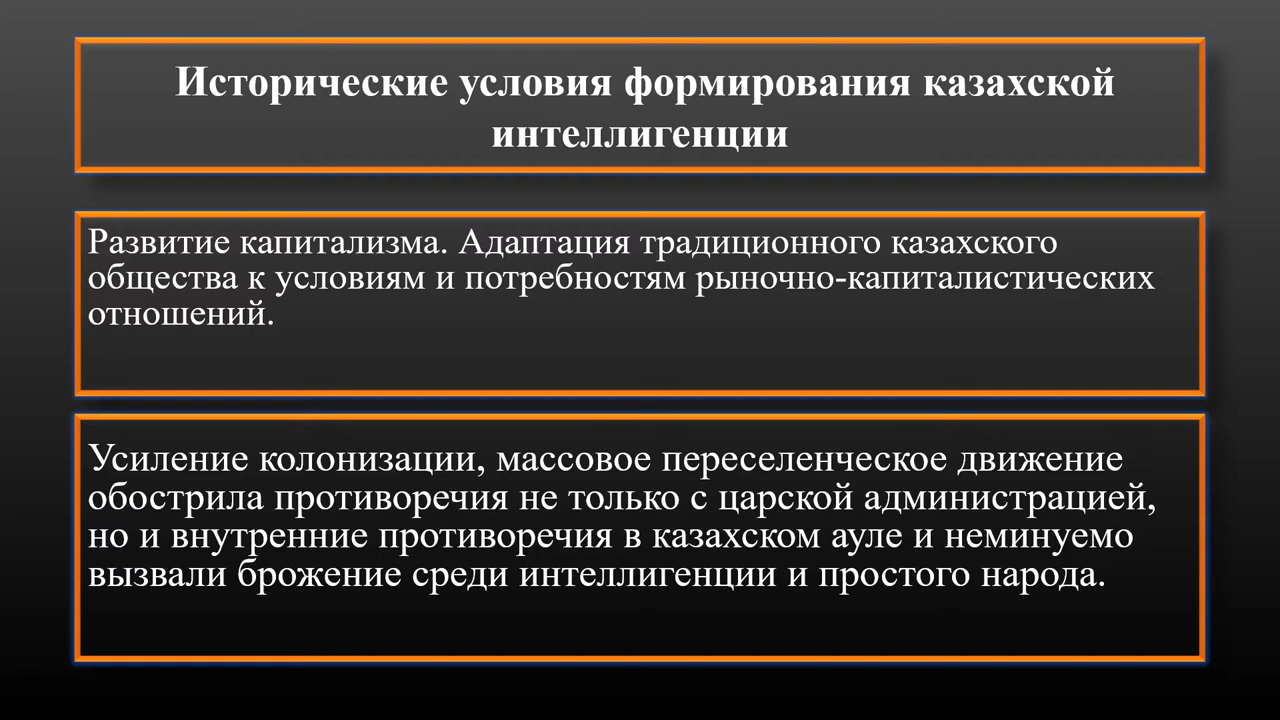 Исторические условия формирования казахской
интеллигенции
Развитие капитализма. Адаптация традиционного казахского
общества к условиям и потребностям рыночно-капиталистических
отношений.
Усиление колонизации, массовое переселенческое движение
обострила противоречия не только с царской администрацией,
но и внутренние противоречия в казахском ауле и неминуемо
вызвали брожение среди интеллигенции и простого народа.